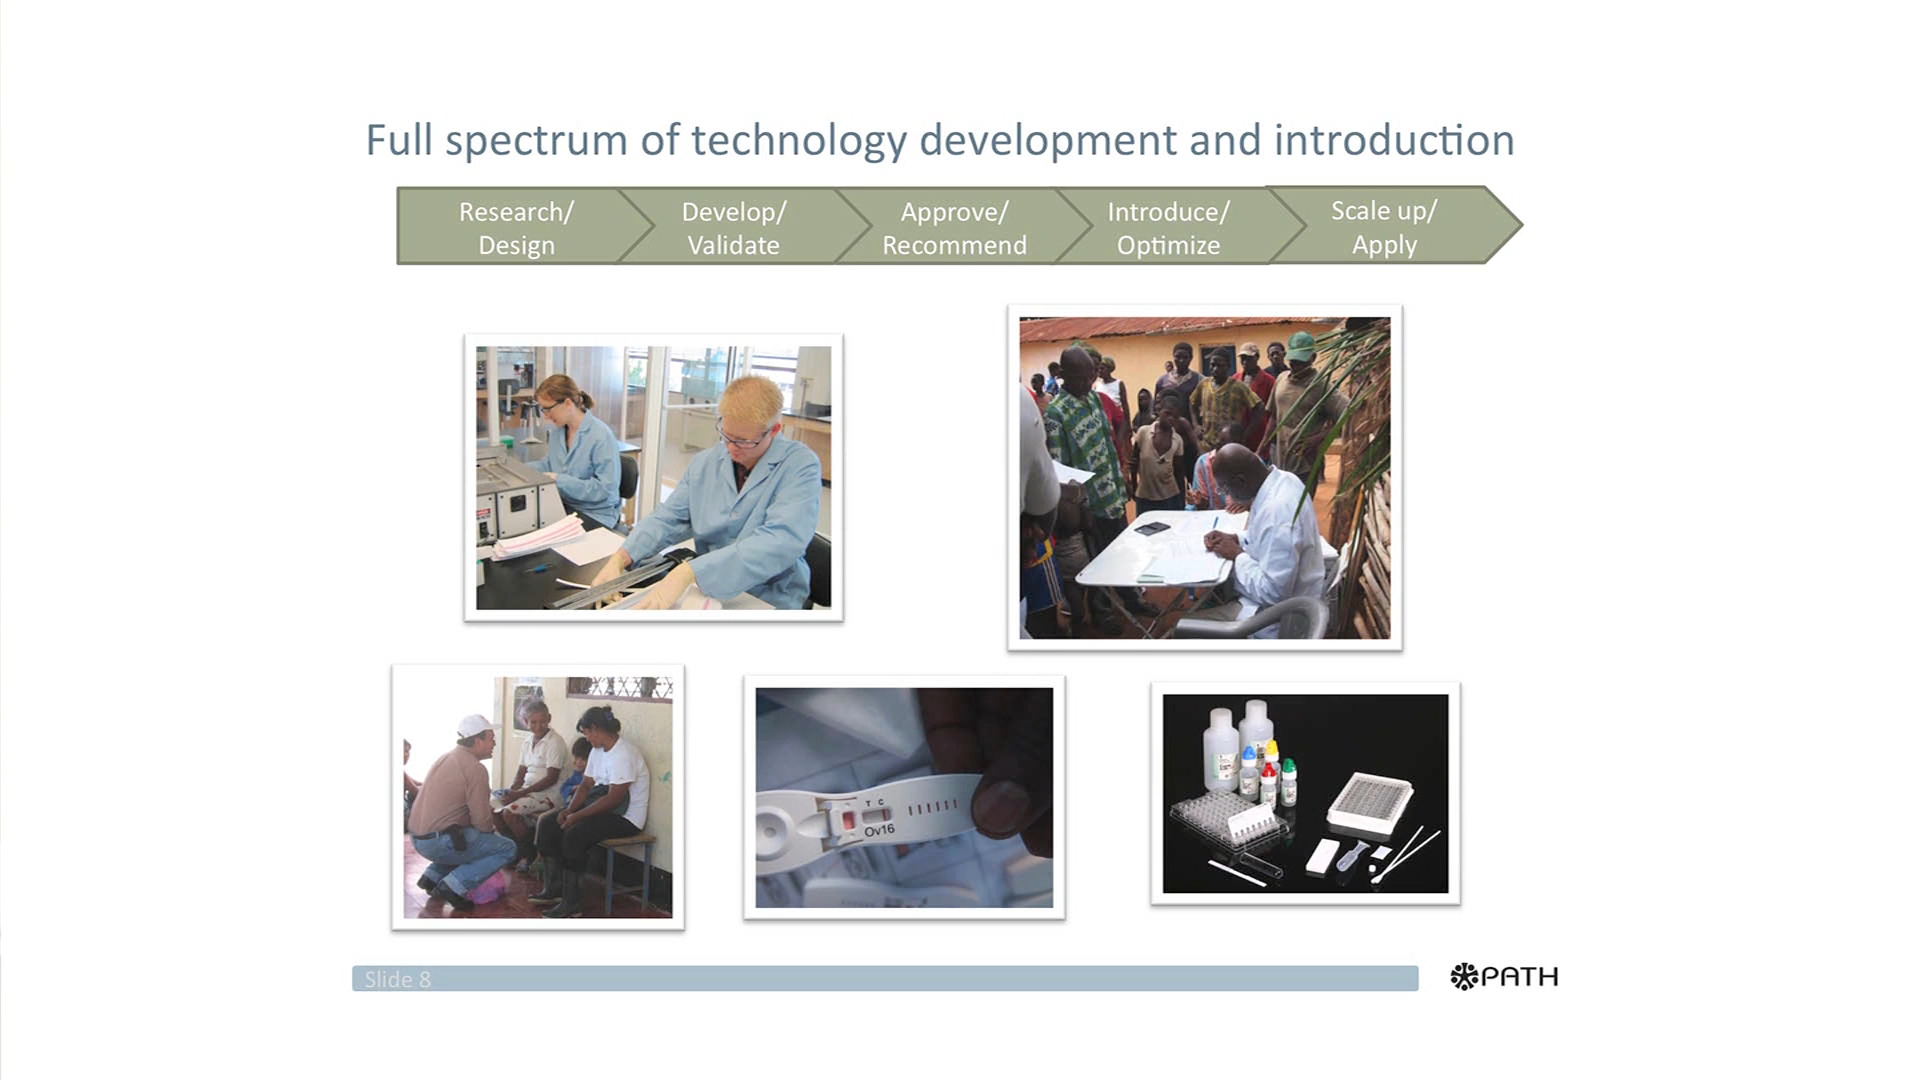 Full spectrum of technology development and introduction
Research/
Design
Develop/
Validate
Approve/
Recommend
Introduce/
Optimize
Scale up/
Apply
T C
Ov16
Slide 8
PATH